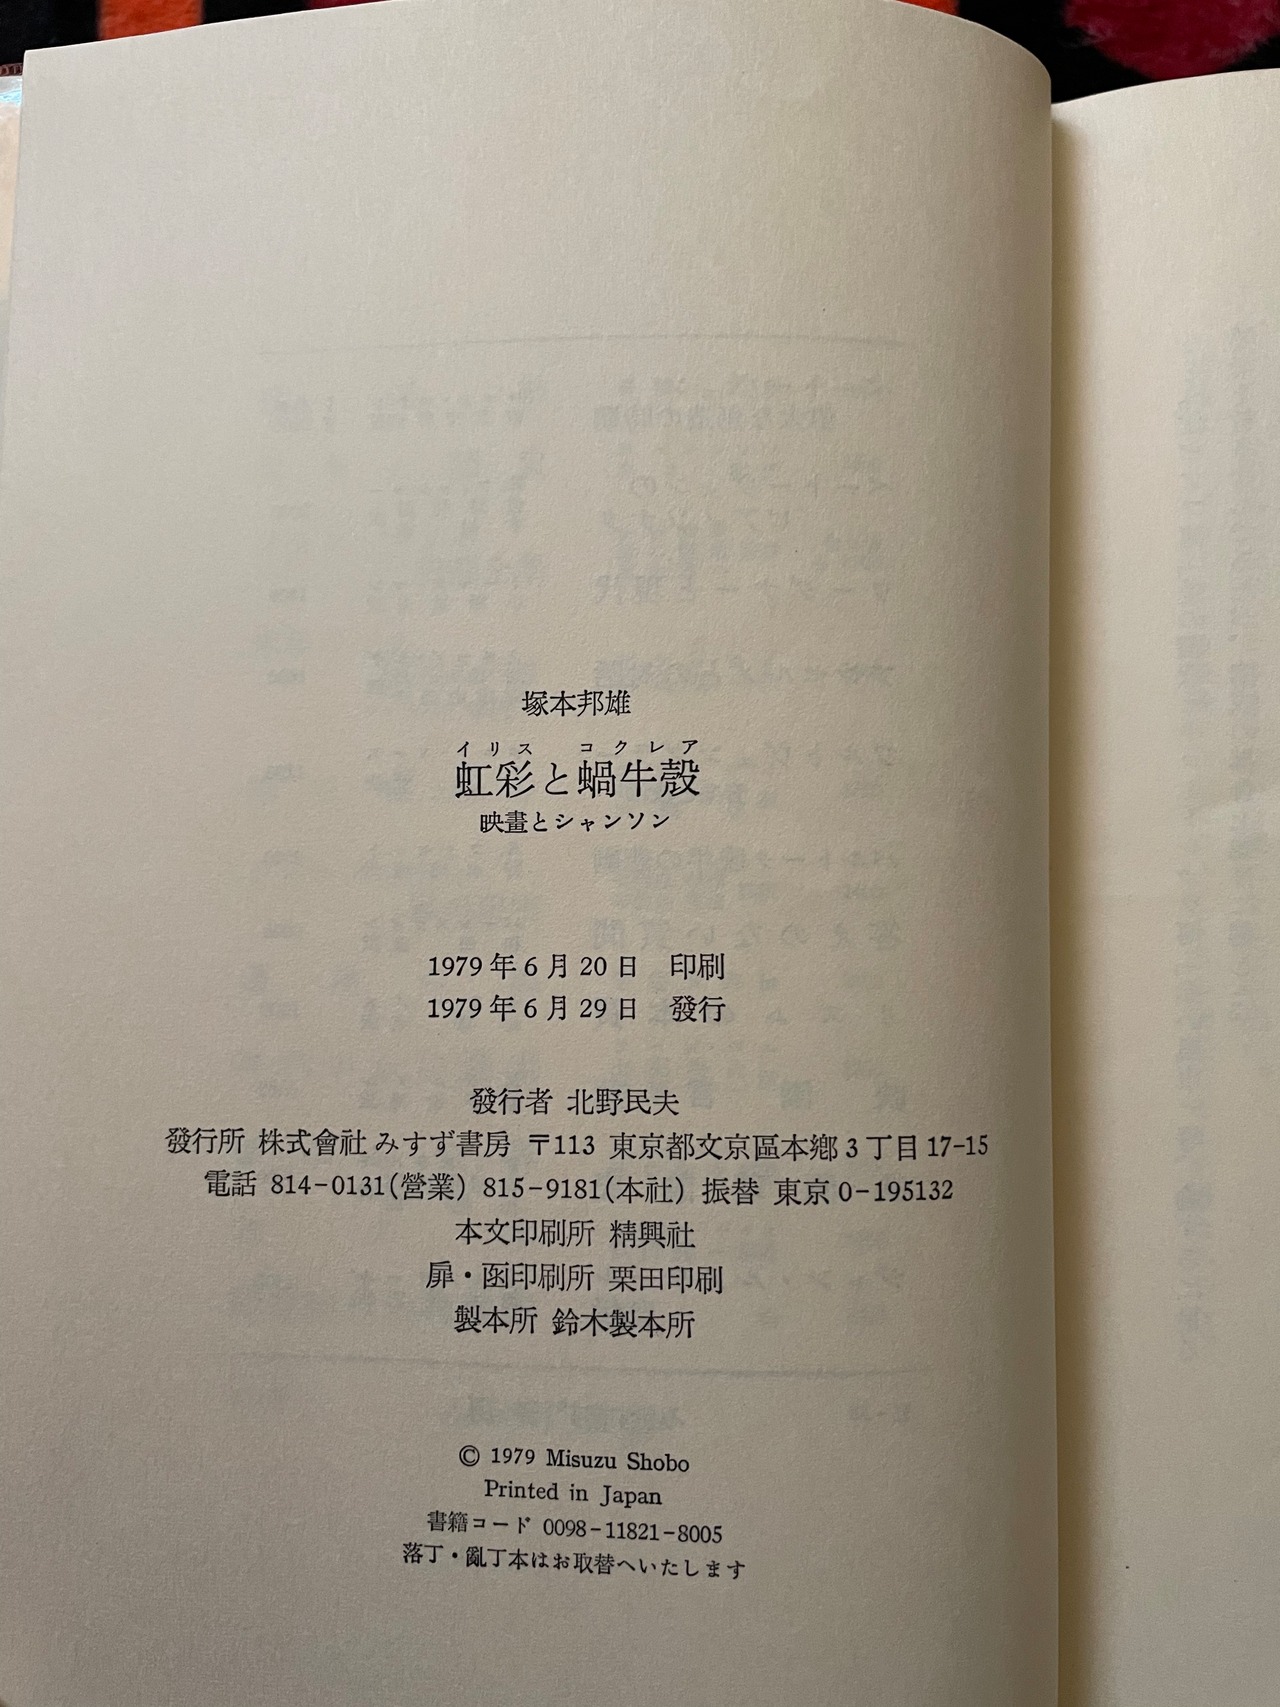 塚本邦雄
イリス コクレア
虹彩と蝸牛殻
映畫とシャンソン
1979年6月20日 印刷
1979年6月29日 發行
發行者 北野民夫
發行所 株式會社 みすず書房 〒113 東京都文京區本郷3丁目17-15
電話 814-0131(營業) 815-9181(本社) 振替 東京0-195132
本文印刷所 精興社
扉・函印刷所 栗田印刷
製本所 鈴木製本所
© 1979 Misuzu Shobo
Printed in Japan
書籍コード 0098-11821-8005
落丁・亂丁本はお取替へいたします